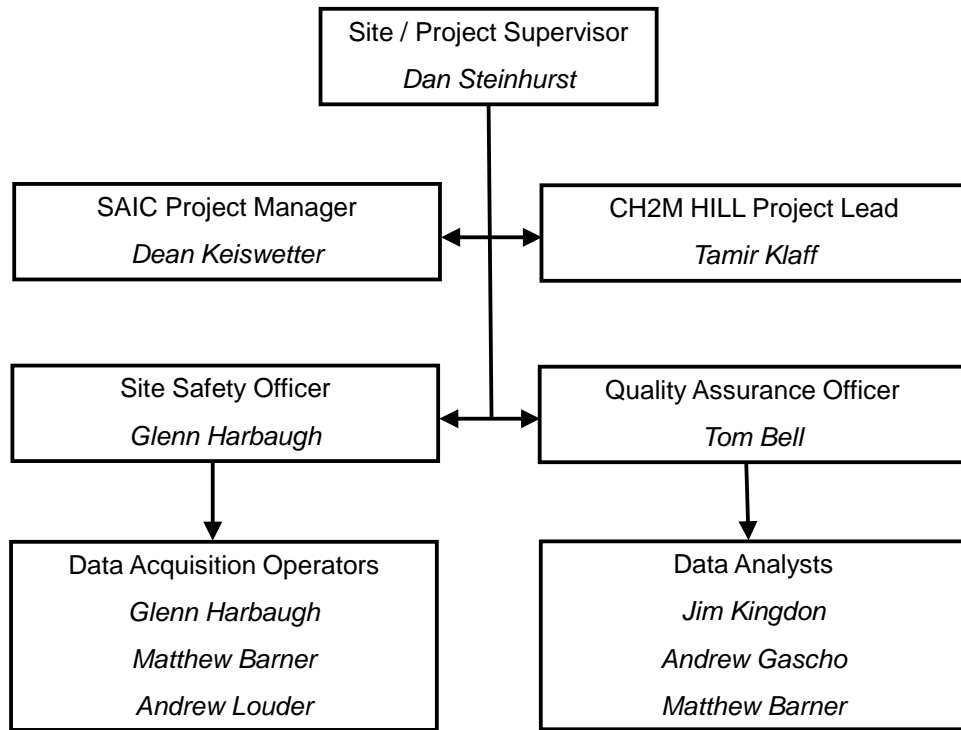 Site / Project Supervisor
Dan Steinhurst
SAIC Project Manager
Dean Keiswetter
CH2M HILL Project Lead
Tamir Klaff
Site Safety Officer
Glenn Harbaugh
Quality Assurance Officer
Tom Bell
Data Acquisition Operators
Glenn Harbaugh
Matthew Barner
Andrew Louder
Data Analysts
Jim Kingdon
Andrew Gascho
Matthew Barner